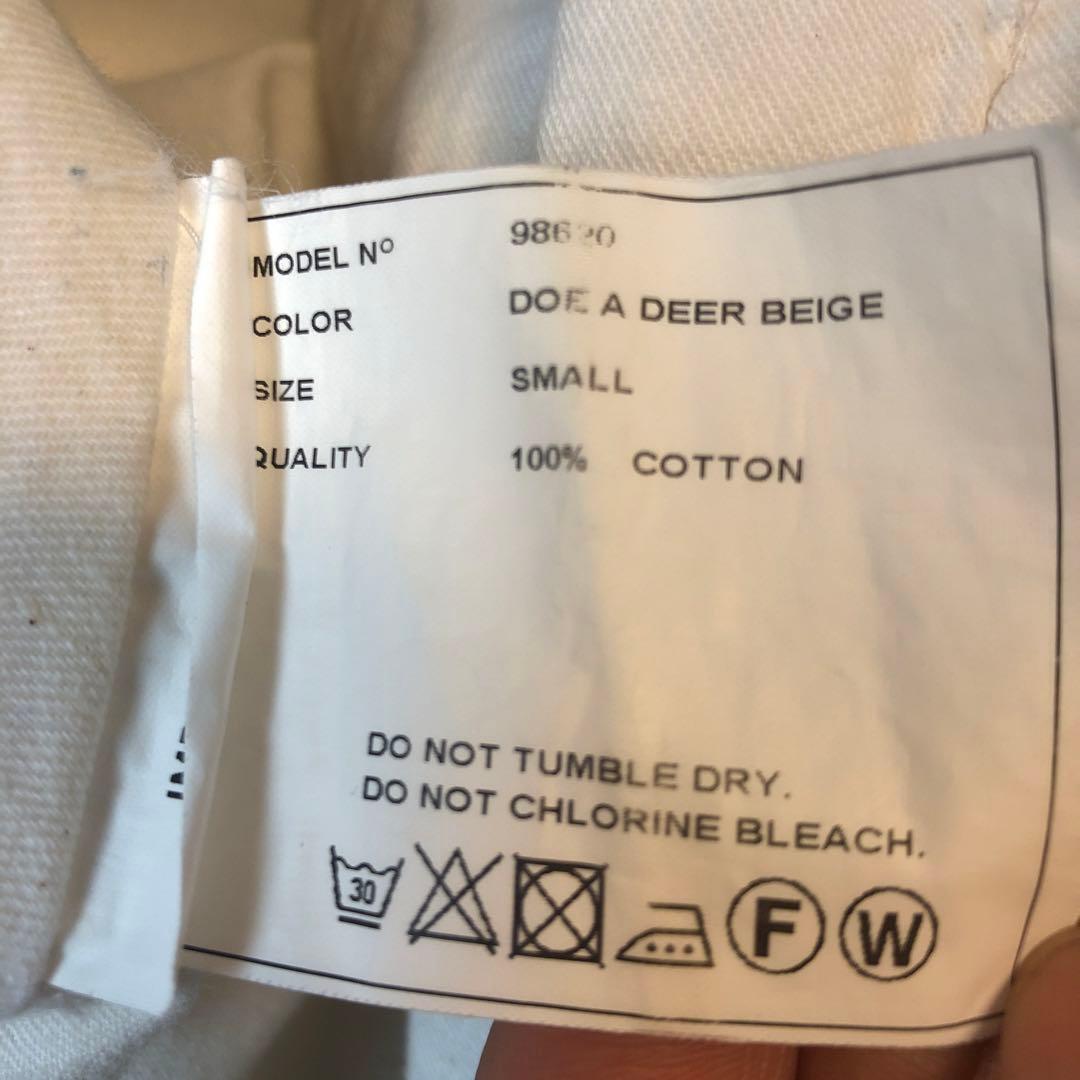 MODEL Nº 98620
COLOR DOE A DEER BEIGE
SIZE SMALL
QUALITY 100% COTTON
DO NOT TUMBLE DRY.
DO NOT CHLORINE BLEACH.
30 F W